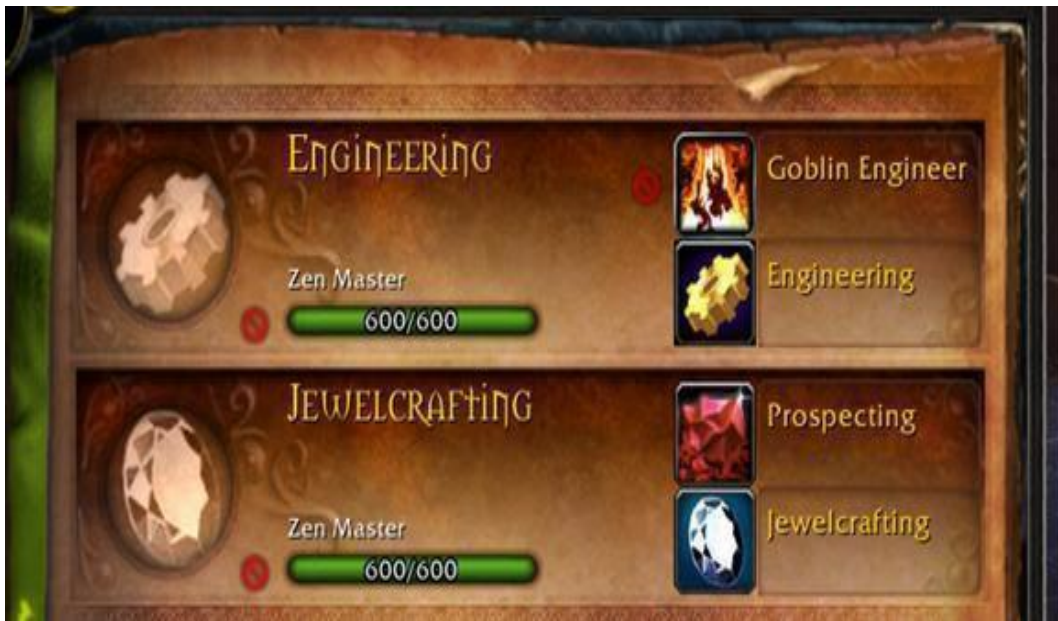 Engineering
Goblin Engineer
Zen Master
Engineering
600/600
Jewelcrafting
Prospecting
Zen Master
Jewelcrafting
600/600